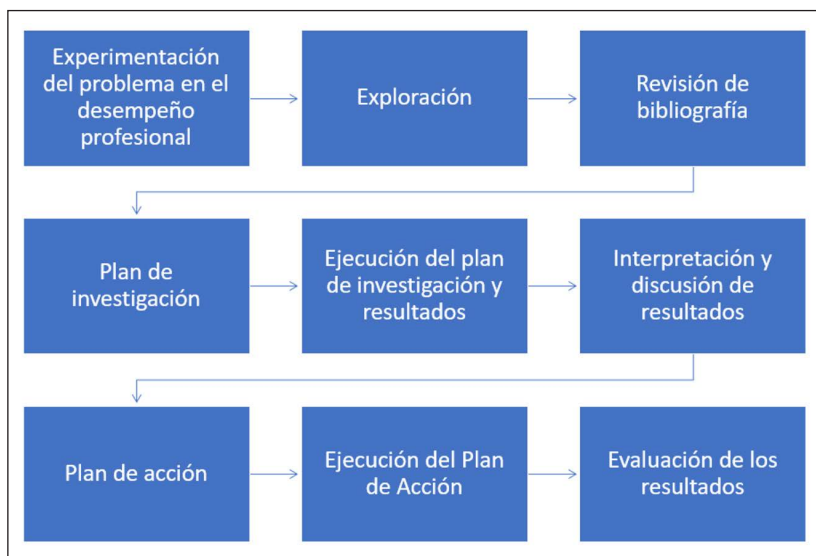 Experimentación
del problema en el
desempeño
profesional
Exploración
Revisión de
bibliografía
Plan de
investigación
Ejecución del plan
de investigación y
resultados
Interpretación y
discusión de
resultados
Plan de acción
Ejecución del Plan
de Acción
Evaluación de los
resultados